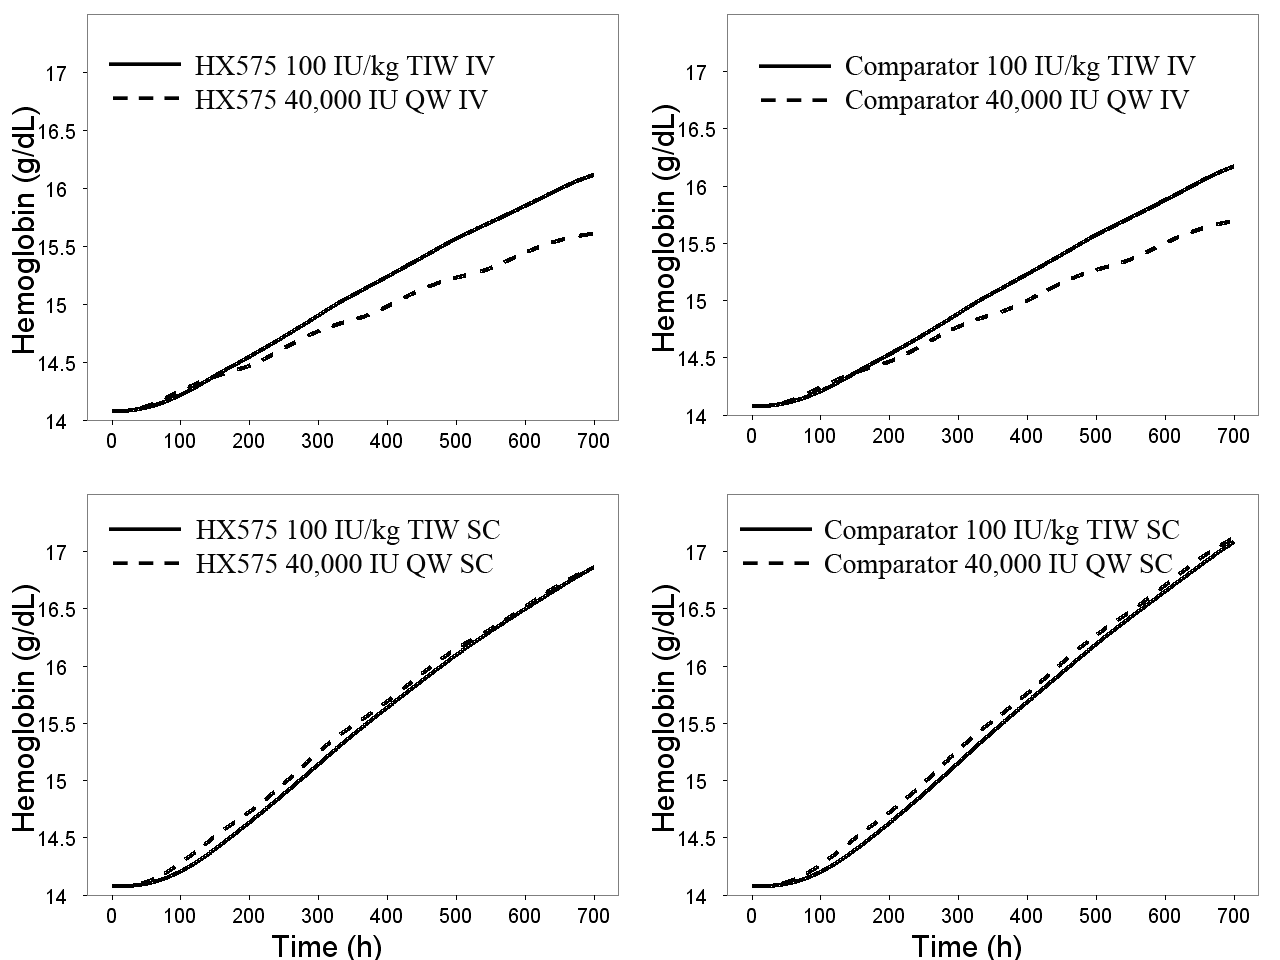 HX575 100 IU/kg TIW IV
HX575 40,000 IU QW IV
Hemoglobin (g/dL)
17
16.5
16
15.5
15
14.5
14
0 100 200 300 400 500 600 700
Comparator 100 IU/kg TIW IV
Comparator 40,000 IU QW IV
Hemoglobin (g/dL)
17
16.5
16
15.5
15
14.5
14
0 100 200 300 400 500 600 700
HX575 100 IU/kg TIW SC
HX575 40,000 IU QW SC
Hemoglobin (g/dL)
17
16.5
16
15.5
15
14.5
14
0 100 200 300 400 500 600 700
Time (h)
Comparator 100 IU/kg TIW SC
Comparator 40,000 IU QW SC
Hemoglobin (g/dL)
17
16.5
16
15.5
15
14.5
14
0 100 200 300 400 500 600 700
Time (h)